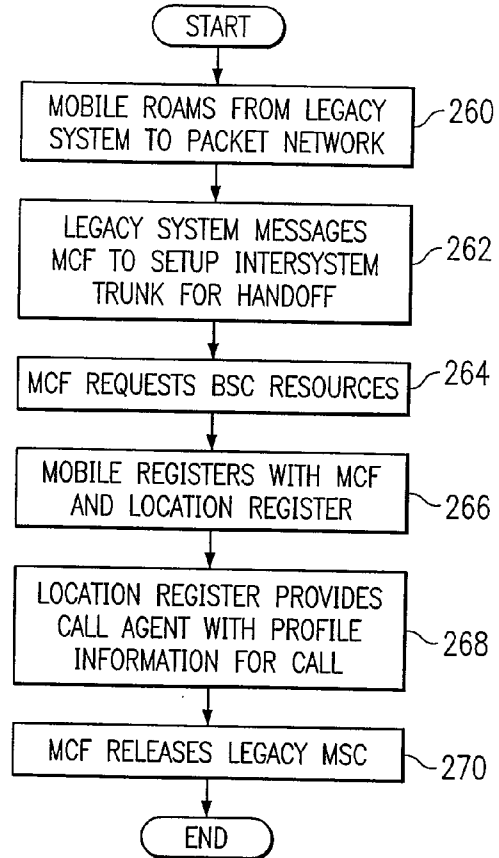 START
MOBILE ROAMS FROM LEGACY
SYSTEM TO PACKET NETWORK
260
LEGACY SYSTEM MESSAGES
MCF TO SETUP INTERSYSTEM
TRUNK FOR HANDOFF
262
MCF REQUESTS BSC RESOURCES
264
MOBILE REGISTERS WITH MCF
AND LOCATION REGISTER
266
LOCATION REGISTER PROVIDES
CALL AGENT WITH PROFILE
INFORMATION FOR CALL
268
MCF RELEASES LEGACY MSC
270
END